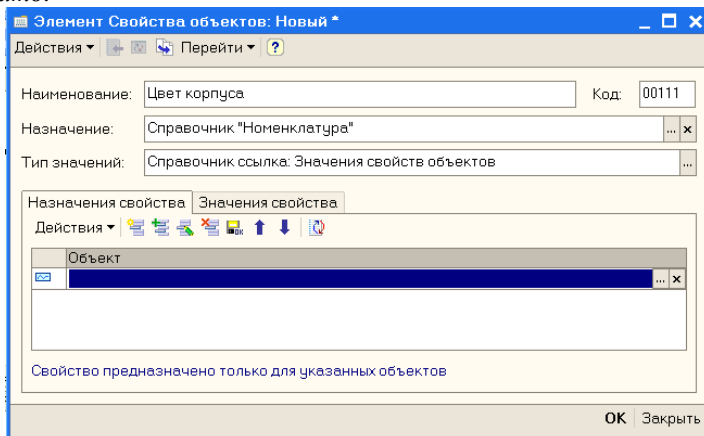 Элемент Свойства объектов: Новый *
Действия Перейти ?
Наименование: Цвет корпуса Код: 00111
Назначение: Справочник "Номенклатура" ... x
Тип значений: Справочник ссылка: Значения свойств объектов ...
Назначения свойства Значения свойства
Действия
Объект
... x
Свойство предназначено только для указанных объектов
OK Закрыть